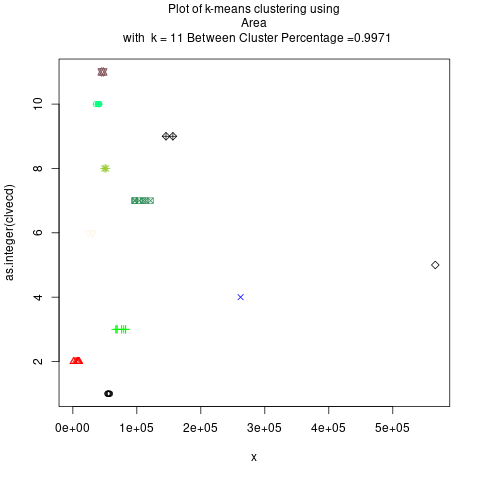 Plot of k-means clustering using
Area
with  k = 11 Between Cluster Percentage =0.9971
as.integer(clvecd)
10
8
6
4
2
0e+00 1e+05 2e+05 3e+05 4e+05 5e+05
x